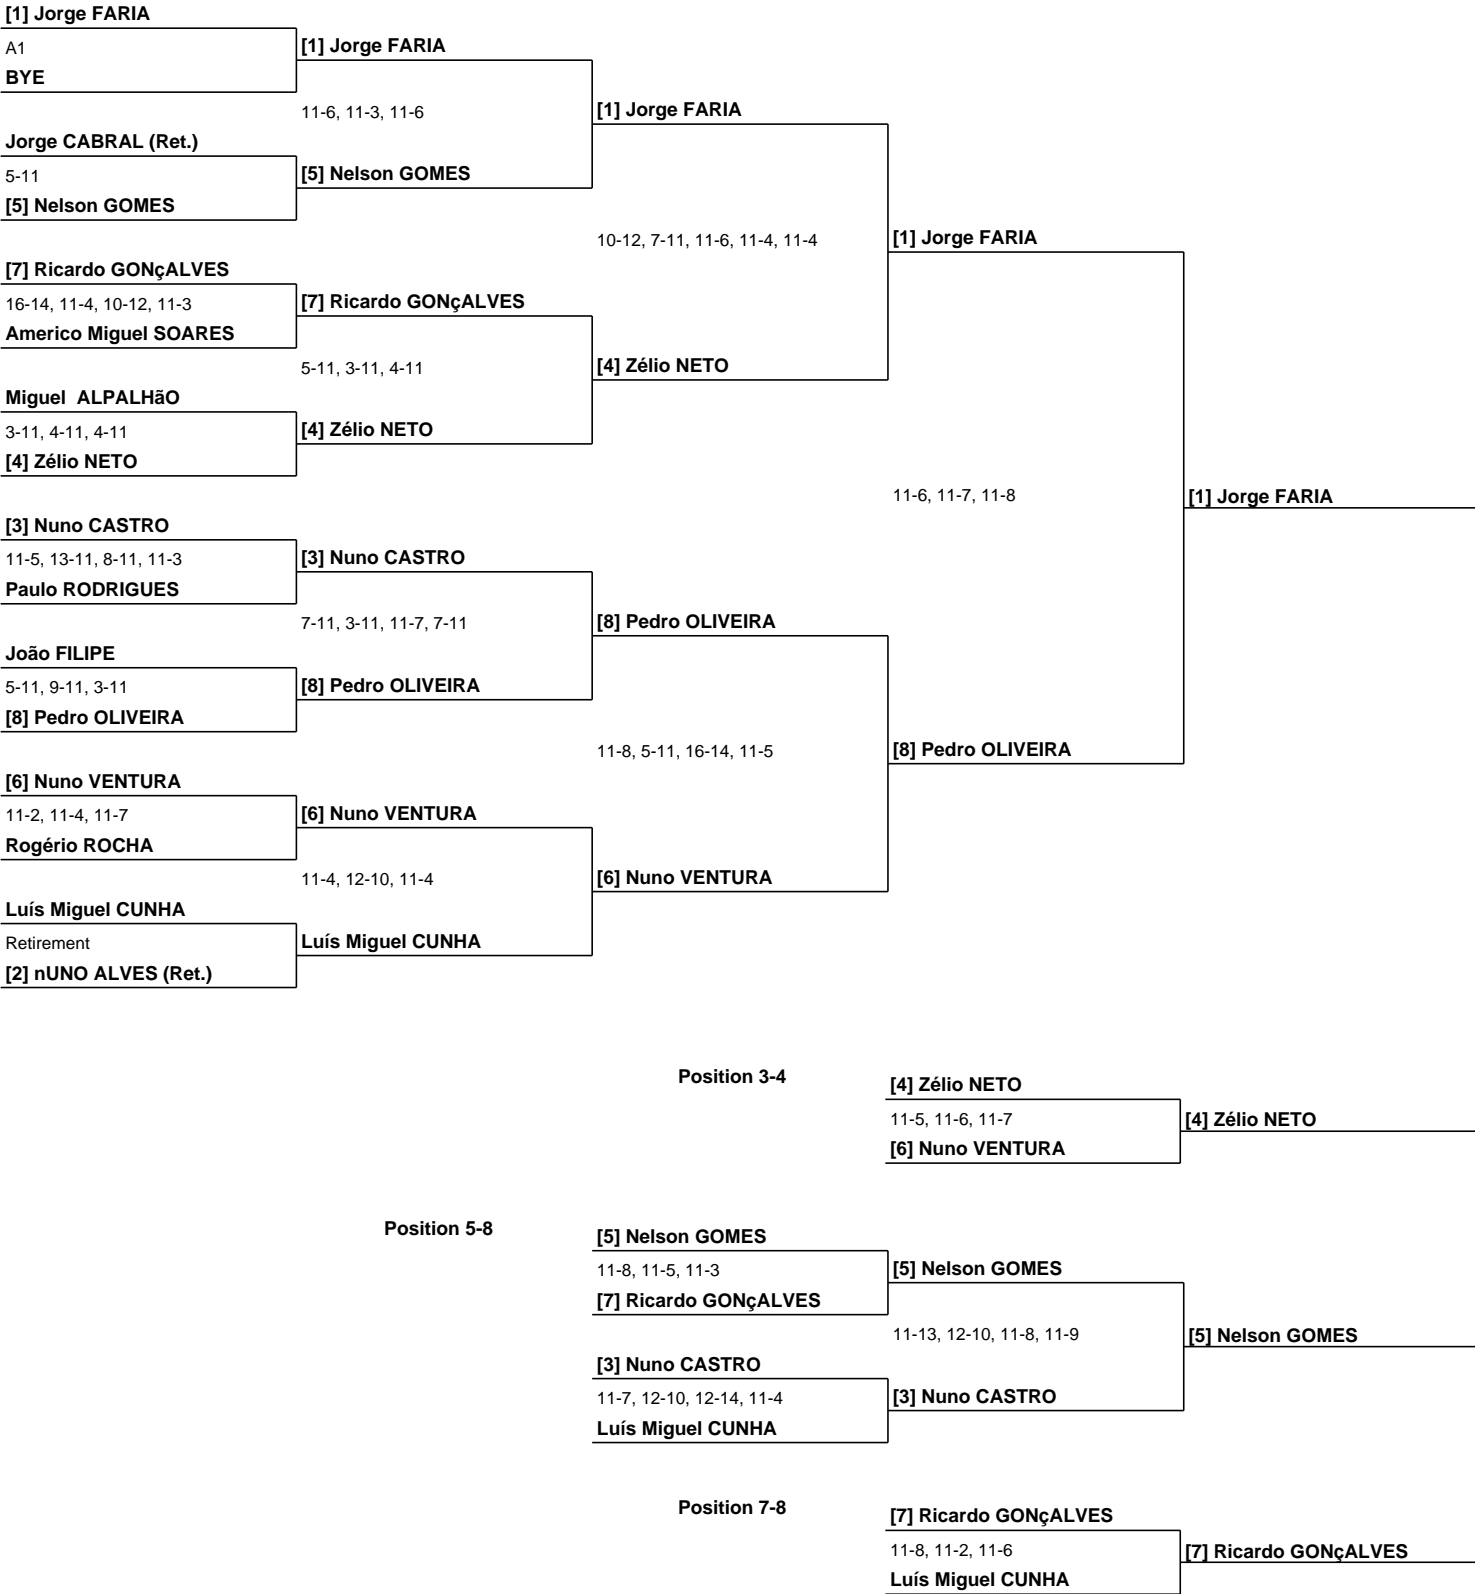 [1] Jorge FARIA
A1
BYE
[1] Jorge FARIA
11-6, 11-3, 11-6
Jorge CABRAL (Ret.)
5-11
[5] Nelson GOMES
[5] Nelson GOMES
[1] Jorge FARIA
10-12, 7-11, 11-6, 11-4, 11-4
[7] Ricardo GONçALVES
16-14, 11-4, 10-12, 11-3
Americo Miguel SOARES
[7] Ricardo GONçALVES
5-11, 3-11, 4-11
Miguel  ALPALHãO
3-11, 4-11, 4-11
[4] Zélio NETO
[4] Zélio NETO
[4] Zélio NETO
[1] Jorge FARIA
11-6, 11-7, 11-8
[1] Jorge FARIA
[3] Nuno CASTRO
11-5, 13-11, 8-11, 11-3
Paulo RODRIGUES
[3] Nuno CASTRO
7-11, 3-11, 11-7, 7-11
João FILIPE
5-11, 9-11, 3-11
[8] Pedro OLIVEIRA
[8] Pedro OLIVEIRA
[8] Pedro OLIVEIRA
11-8, 5-11, 16-14, 11-5
[8] Pedro OLIVEIRA
[6] Nuno VENTURA
11-2, 11-4, 11-7
Rogério ROCHA
[6] Nuno VENTURA
11-4, 12-10, 11-4
[6] Nuno VENTURA
Luís Miguel CUNHA
Retirement
[2] nUNO ALVES (Ret.)
Luís Miguel CUNHA
Position 3-4
[4] Zélio NETO
11-5, 11-6, 11-7
[6] Nuno VENTURA
[4] Zélio NETO
Position 5-8
[5] Nelson GOMES
11-8, 11-5, 11-3
[7] Ricardo GONçALVES
[5] Nelson GOMES
11-13, 12-10, 11-8, 11-9
[5] Nelson GOMES
[3] Nuno CASTRO
11-7, 12-10, 12-14, 11-4
Luís Miguel CUNHA
[3] Nuno CASTRO
Position 7-8
[7] Ricardo GONçALVES
11-8, 11-2, 11-6
Luís Miguel CUNHA
[7] Ricardo GONçALVES